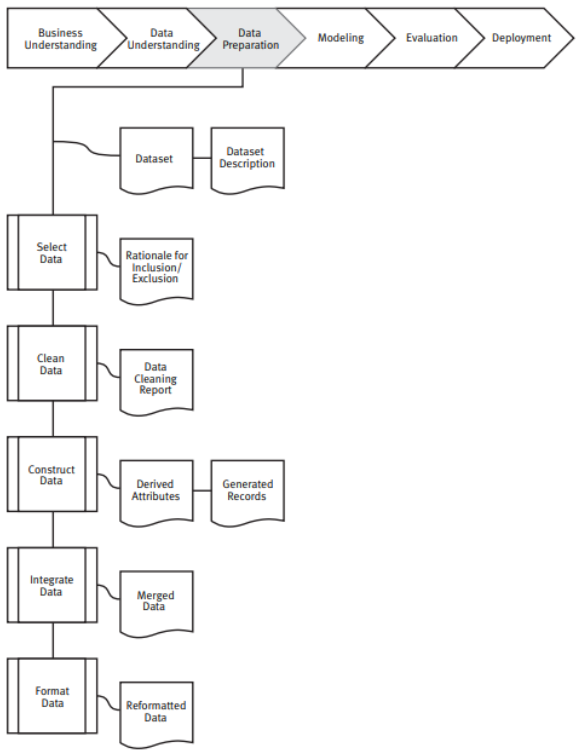 Business
Understanding
Data
Understanding
Data
Preparation
Modeling
Evaluation
Deployment
Dataset
Dataset
Description
Select
Data
Rationale for
Inclusion/
Exclusion
Clean
Data
Data
Cleaning
Report
Construct
Data
Derived
Attributes
Generated
Records
Integrate
Data
Merged
Data
Format
Data
Reformatted
Data